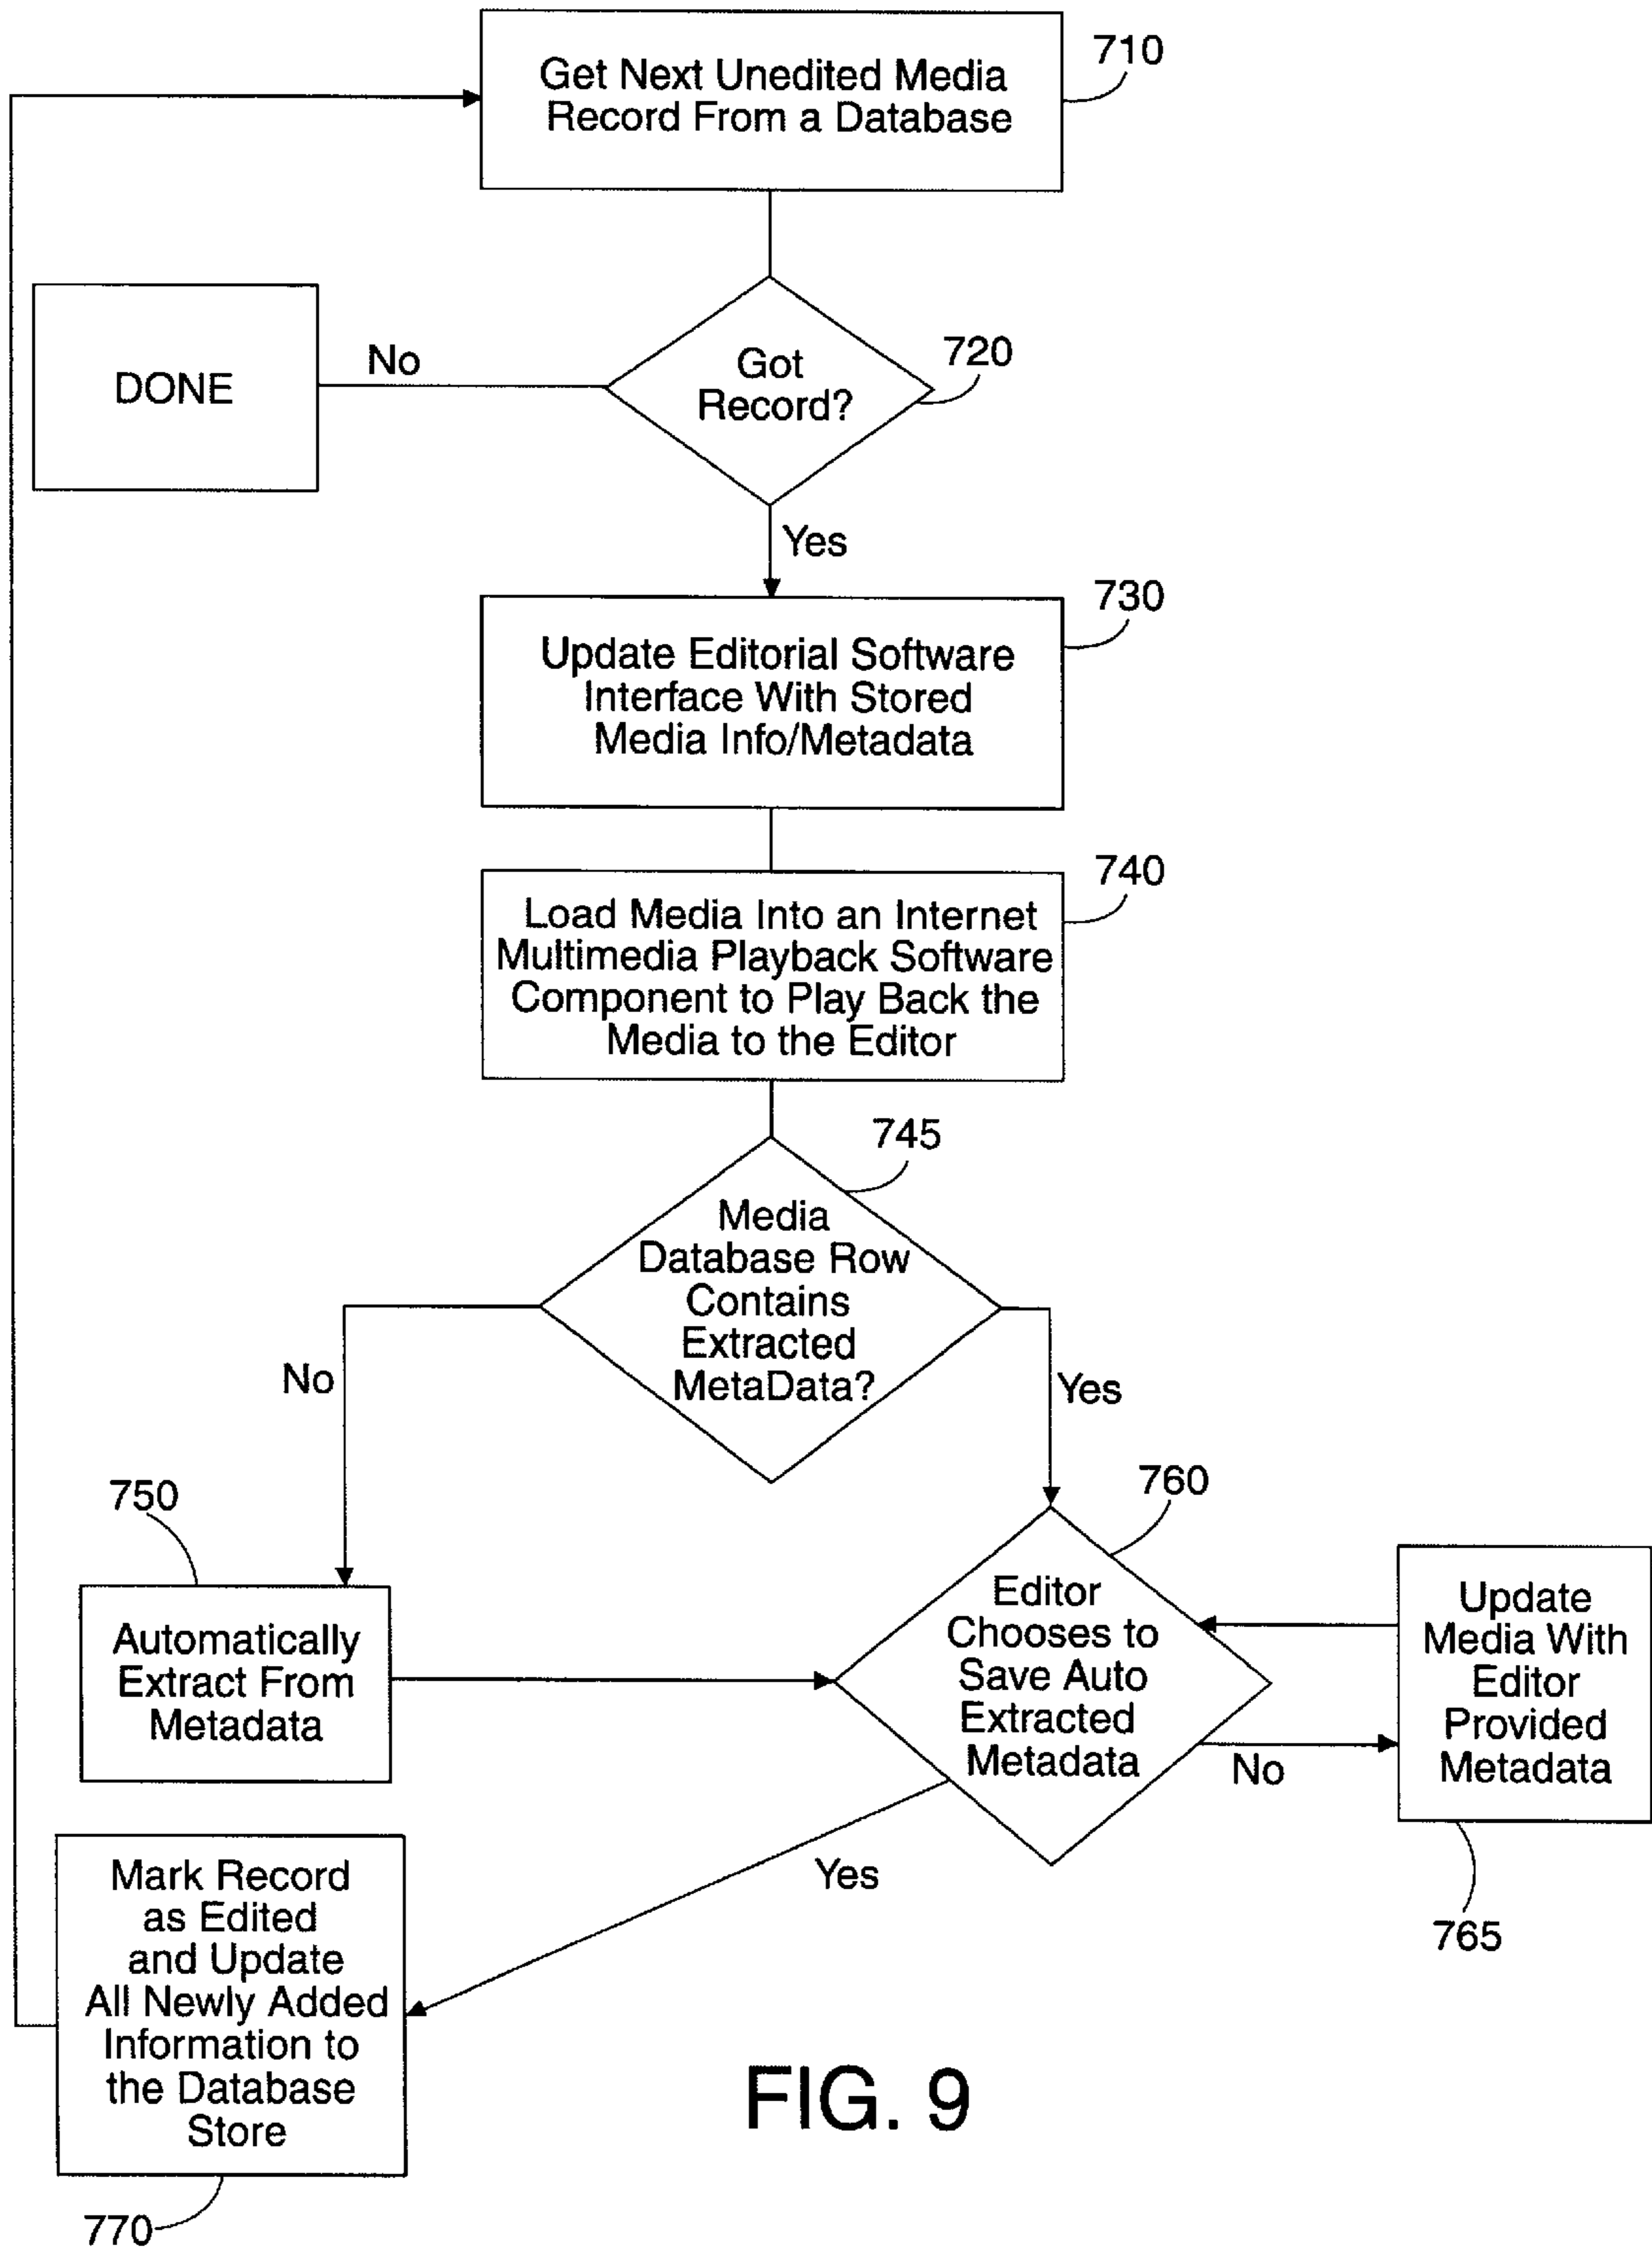 Get Next Unedited Media
Record From a Database
710
DONE
No
Got
Record?
720
Yes
Update Editorial Software
Interface With Stored
Media Info/Metadata
730
Load Media Into an Internet
Multimedia Playback Software
Component to Play Back the
Media to the Editor
740
Media
Database Row
Contains
Extracted
MetaData?
745
No
Yes
750
Automatically
Extract From
Metadata
760
Editor
Chooses to
Save Auto
Extracted
Metadata
No
Update
Media With
Editor
Provided
Metadata
765
Yes
Mark Record
as Edited
and Update
All Newly Added
Information to
the Database
Store
770
FIG. 9